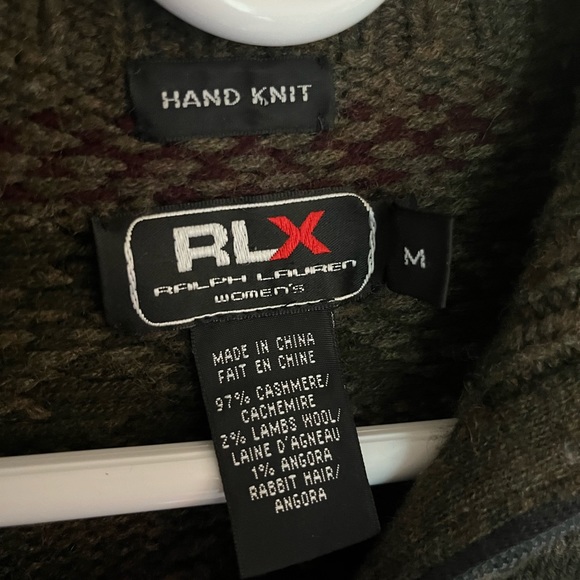 HAND KNIT
RLX
RALPH LAUREN
WOMEN'S
M
MADE IN CHINA
FAIT EN CHINE
97% CASHMERE/
CACHEMIRE
2% LAMBS WOOL/
LAINE D'AGNEAU
1% ANGORA
RABBIT HAIR/
ANGORA